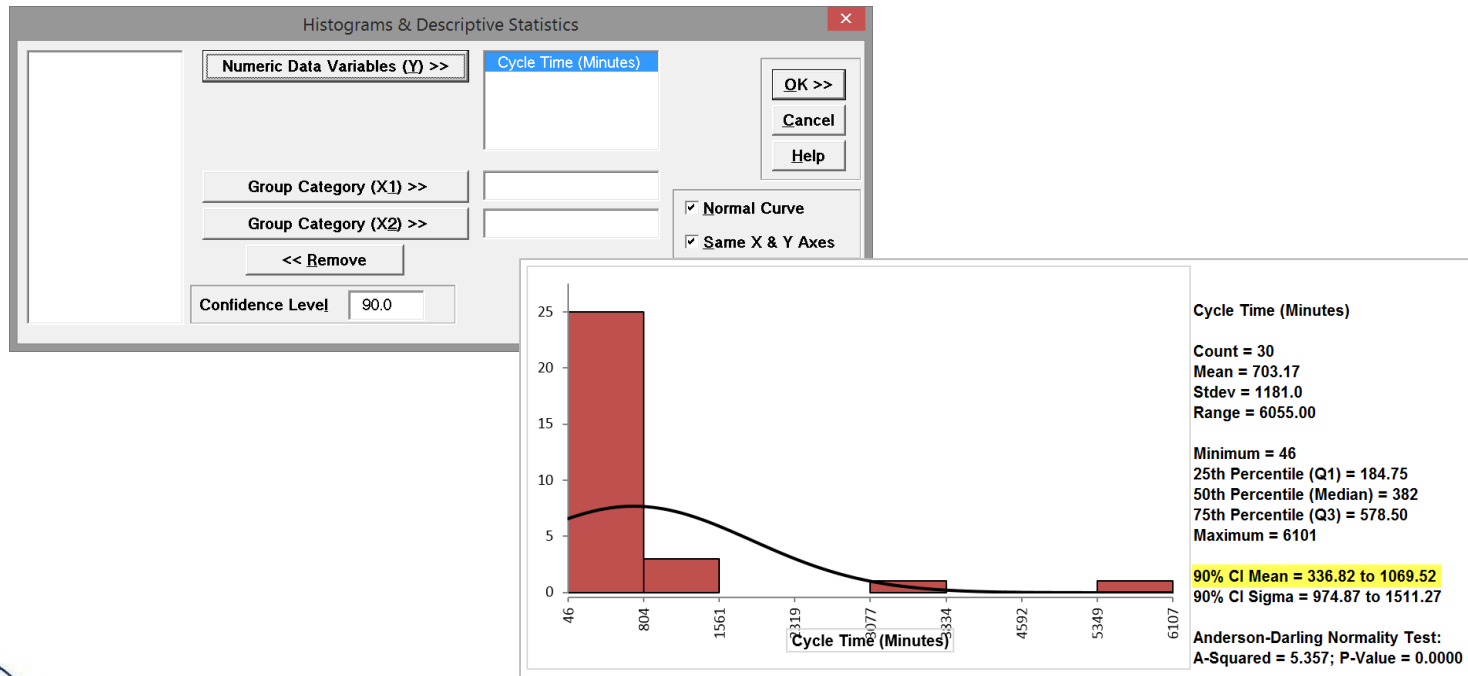 Histograms & Descriptive Statistics
Numeric Data Variables (Y) >>
Cycle Time (Minutes)
OK >>
Cancel
Help
Group Category (X1) >>
Group Category (X2) >>
<< Remove
Normal Curve
Same X & Y Axes
Confidence Level
90.0
25
20
15
10
5
0
46
804
1561
2319
3077
3834
4592
5349
6107
Cycle Time (Minutes)
Cycle Time (Minutes)
Count = 30
Mean = 703.17
Stdev = 1181.0
Range = 6055.00
Minimum = 46
25th Percentile (Q1) = 184.75
50th Percentile (Median) = 382
75th Percentile (Q3) = 578.50
Maximum = 6101
90% CI Mean = 336.82 to 1069.52
90% CI Sigma = 974.87 to 1511.27
Anderson-Darling Normality Test:
A-Squared = 5.357; P-Value = 0.0000